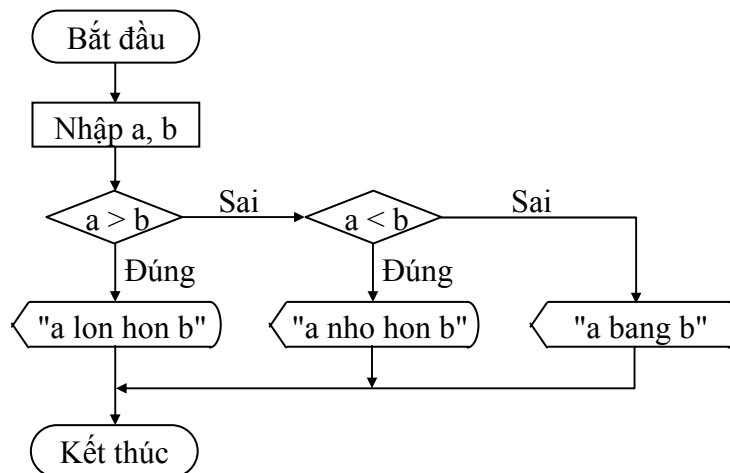 Bắt đầu
Nhập a, b
a > b
Sai
a < b
Sai
Đúng
Đúng
"a lon hon b"
"a nho hon b"
"a bang b"
Kết thúc